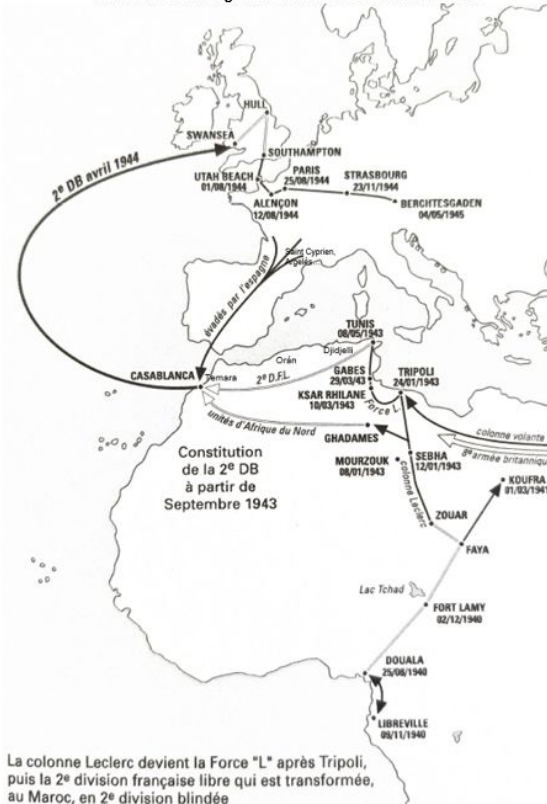 HULL
SWANSEA
SOUTHAMPTON
2e DB avril 1944
UTAH BEACH
01/08/1944
PARIS
25/08/1944
STRASBOURG
23/11/1944
ALENÇON
12/08/1944
BERCHTESGADEN
04/05/1945
Saint Cyprien,
Argelès
évadés par l'espagne
TUNIS
08/05/1943
Orán
Djidjelli
CASABLANCA
Temara
2e D.F.L.
GABES
29/03/43
TRIPOLI
24/01/1943
KSAR RHILANE
10/03/1943
Force L.
unités d'Afrique du Nord
colonne volante
8e armée britannique
GHADAMES
Constitution
de la 2e DB
à partir de
Septembre 1943
MOURZOUK
08/01/1943
SEBHA
12/01/1943
KOUFRA
01/03/1941
colonne Leclerc
ZOUAR
FAYA
Lac Tchad
FORT LAMY
02/12/1940
DOUALA
25/08/1940
LIBREVILLE
09/11/1940
La colonne Leclerc devient la Force "L" après Tripoli,
puis la 2e division française libre qui est transformée,
au Maroc, en 2e division blindée